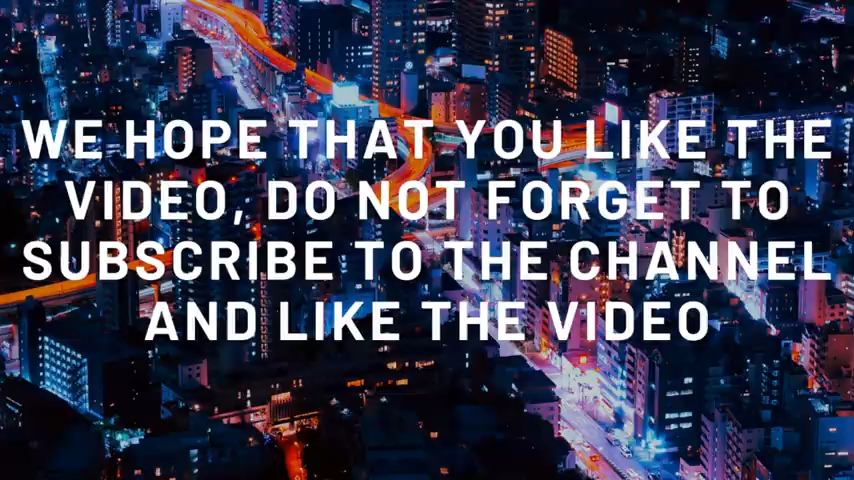 WE HOPE THAT YOU LIKE THE
VIDEO, DO NOT FORGET TO
SUBSCRIBE TO THE CHANNEL
AND LIKE THE VIDEO